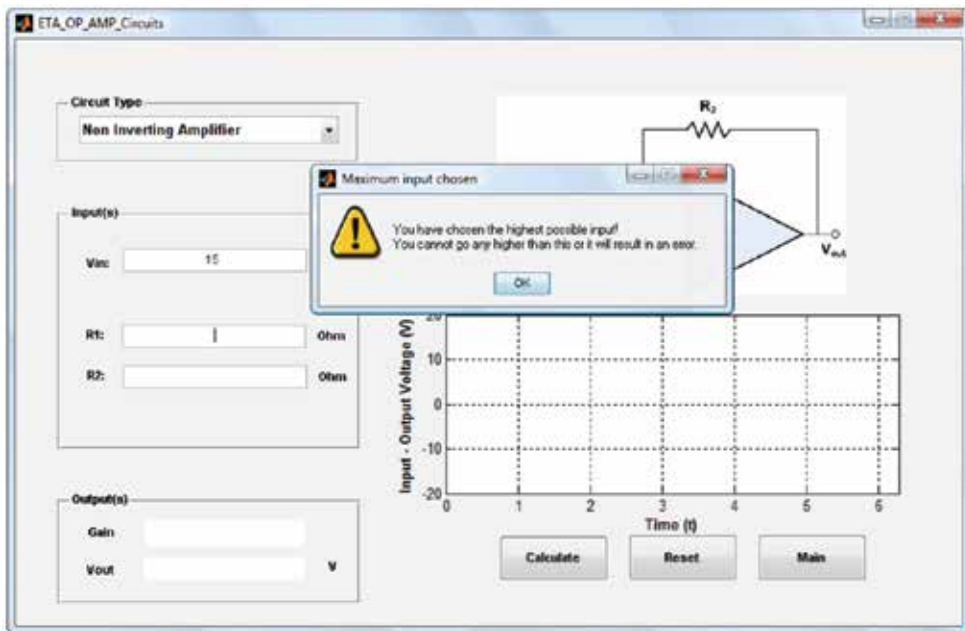 ETA_OP_AMP_Circuits
Circuit Type
Non Inverting Amplifier
R₂
Maximum input chosen
You have chosen the highest possible input!
You cannot go any higher than this or it will result in an error.
OK
Input(s)
Vin: 15
R1: Ohm
R2: Ohm
Vout
Input - Output Voltage (V)
20
10
0
-10
-20
0 1 2 3 4 5 6
Time (t)
Output(s)
Gain
Vout V
Calculate Reset Main